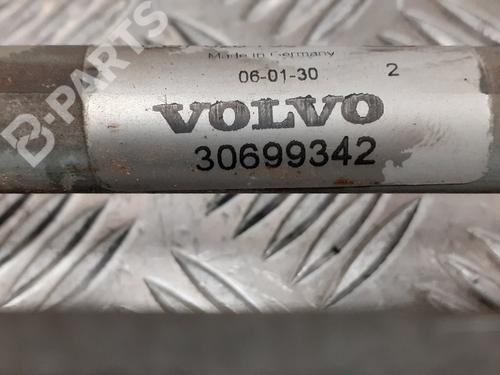 Made in Germany
06-01-30 2
VOLVO
30699342
B-PARTS